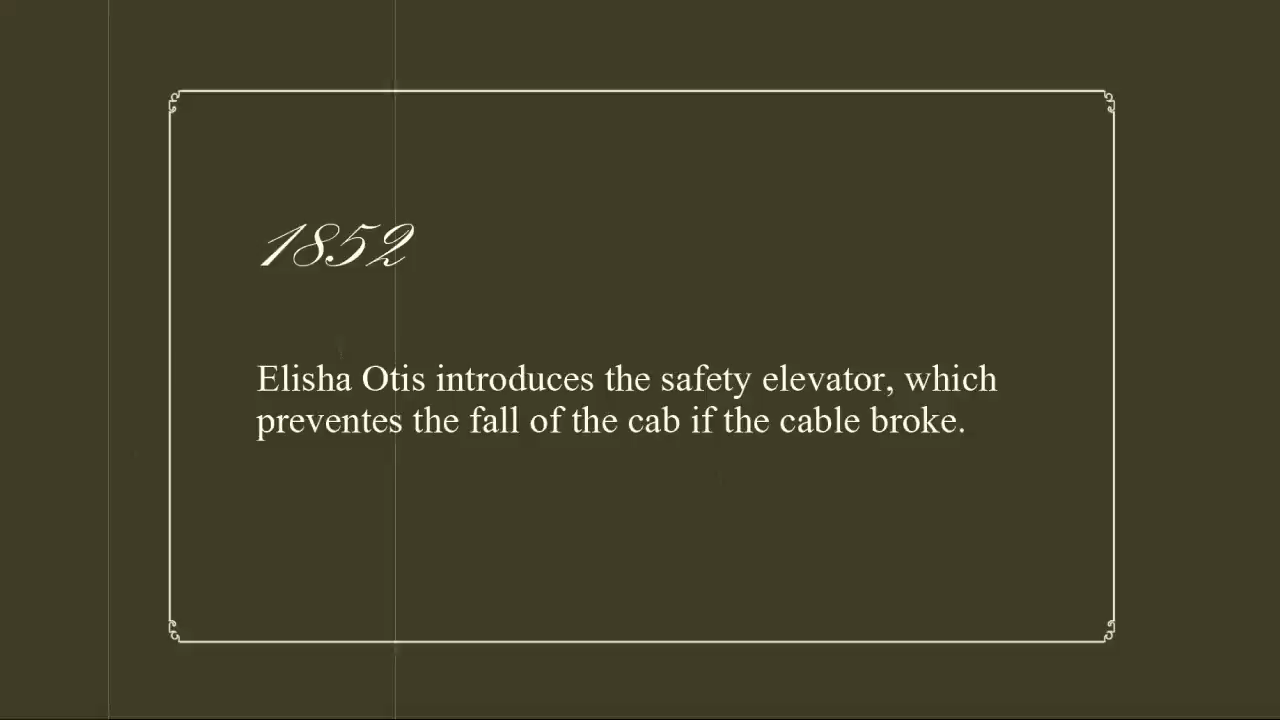 1852
Elisha Otis introduces the safety elevator, which
preventes the fall of the cab if the cable broke.